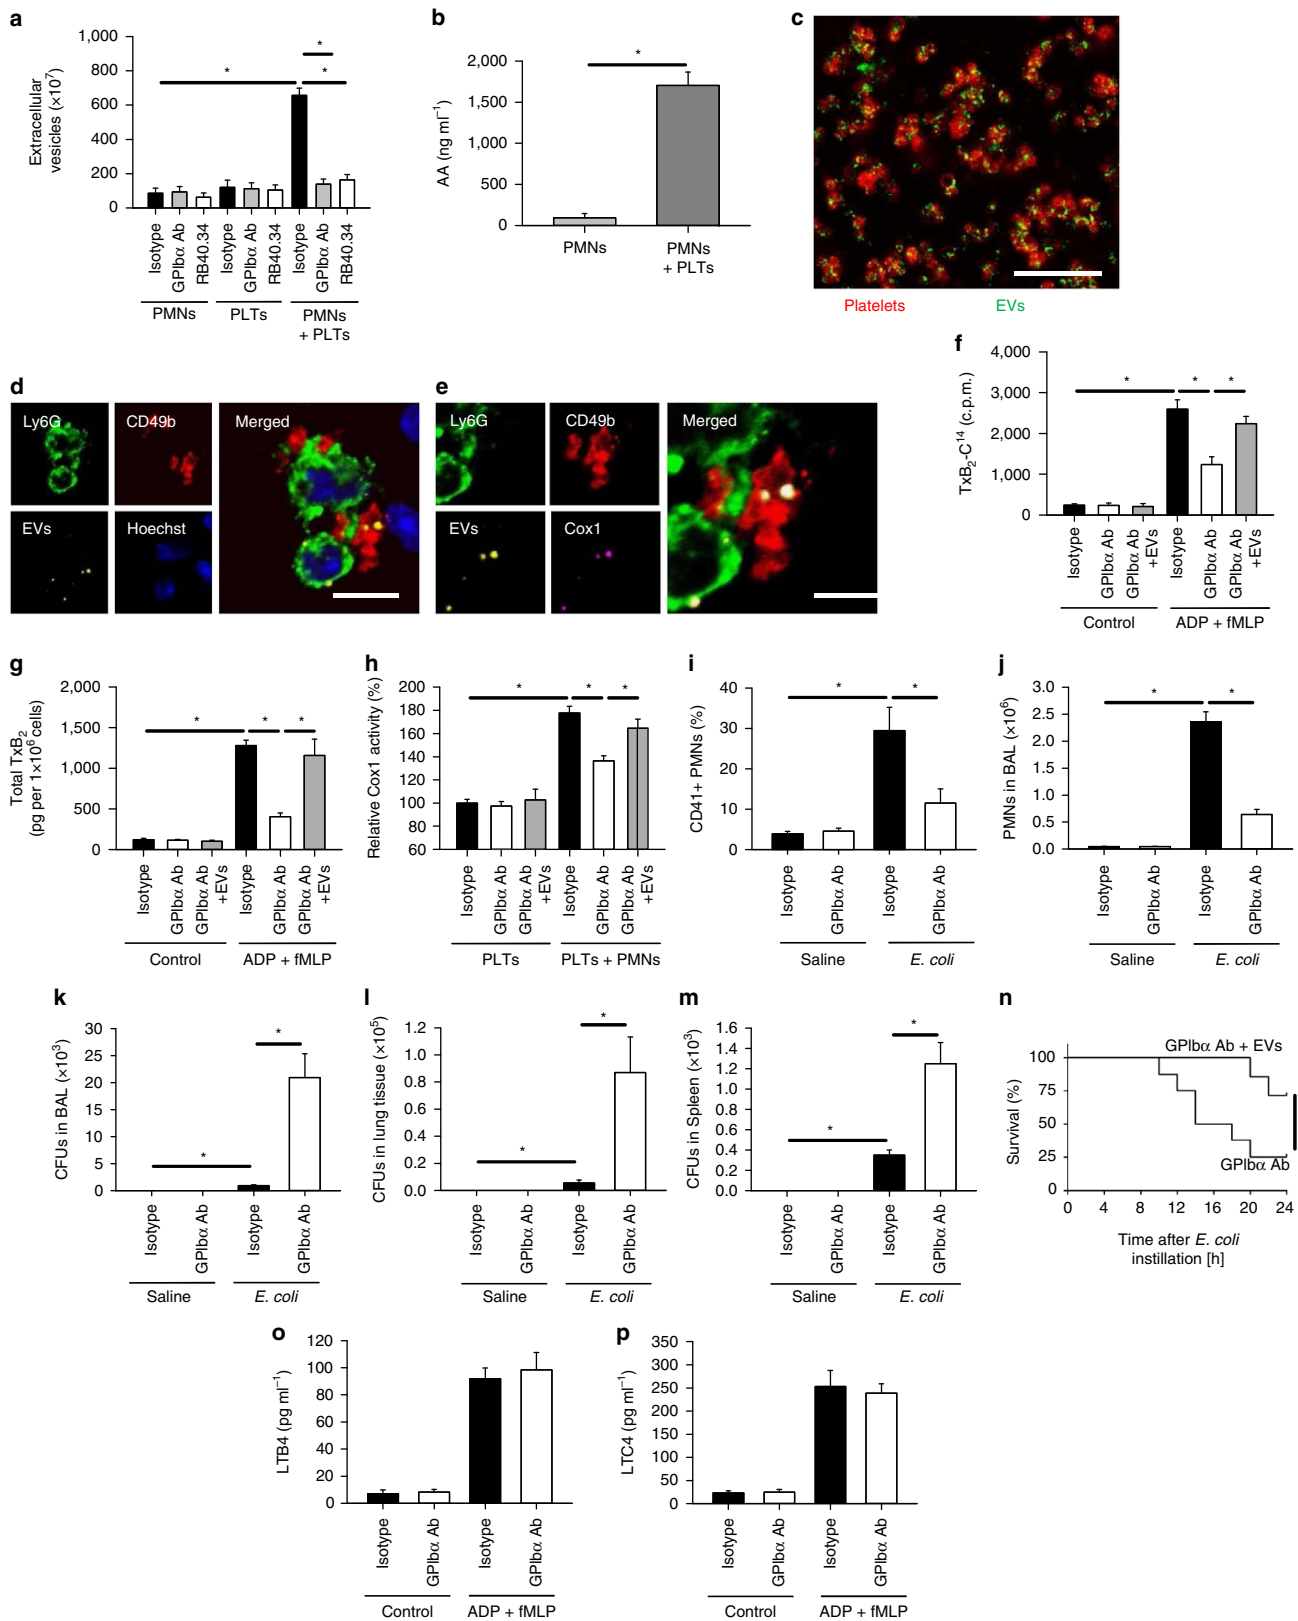 a
Extracellular
vesicles (×10⁷)
1,000
800
600
400
200
0
*
*
*
Isotype
GPIbα Ab
RB40.34
Isotype
GPIbα Ab
RB40.34
Isotype
GPIbα Ab
RB40.34
PMNs
PLTs
PMNs
+ PLTs
b
AA (ng ml⁻¹)
2,000
1,500
1,000
500
0
*
PMNs
PMNs
+ PLTs
c
Platelets
EVs
d
Ly6G
CD49b
Merged
EVs
Hoechst
e
Ly6G
CD49b
Merged
EVs
Cox1
f
TxB₂-C¹⁴ (c.p.m.)
4,000
3,000
2,000
1,000
0
*
*
*
Isotype
GPIbα Ab
GPIbα Ab
+EVs
Isotype
GPIbα Ab
GPIbα Ab
+EVs
Control
ADP + fMLP
g
Total TxB₂
(pg per 1×10⁶ cells)
2,000
1,500
1,000
500
0
*
*
*
Isotype
GPIbα Ab
GPIbα Ab
+EVs
Isotype
GPIbα Ab
GPIbα Ab
+EVs
Control
ADP + fMLP
h
Relative Cox1 activity (%)
200
180
160
140
120
100
80
60
*
*
*
Isotype
GPIbα Ab
GPIbα Ab
+EVs
Isotype
GPIbα Ab
GPIbα Ab
+EVs
PLTs
PLTs + PMNs
i
CD41+ PMNs (%)
40
30
20
10
0
*
*
Isotype
GPIbα Ab
Isotype
GPIbα Ab
Saline
E. coli
j
PMNs in BAL (×10⁶)
3.0
2.5
2.0
1.5
1.0
0.5
0.0
*
*
Isotype
GPIbα Ab
Isotype
GPIbα Ab
Saline
E. coli
k
CFUs in BAL (×10³)
30
25
20
15
10
5
0
*
*
Isotype
GPIbα Ab
Isotype
GPIbα Ab
Saline
E. coli
l
CFUs in lung tissue (×10⁵)
1.2
1.0
0.8
0.6
0.4
0.2
0.0
*
*
Isotype
GPIbα Ab
Isotype
GPIbα Ab
Saline
E. coli
m
CFUs in Spleen (×10³)
1.6
1.4
1.2
1.0
0.8
0.6
0.4
0.2
0.0
*
*
Isotype
GPIbα Ab
Isotype
GPIbα Ab
Saline
E. coli
n
Survival (%)
100
75
50
25
0
GPIbα Ab + EVs
GPIbα Ab
0 4 8 12 16 20 24
Time after E. coli
instillation [h]
o
LTB4 (pg ml⁻¹)
120
100
80
60
40
20
0
Isotype
GPIbα Ab
Isotype
GPIbα Ab
Control
ADP + fMLP
p
LTC4 (pg ml⁻¹)
350
300
250
200
150
100
50
0
Isotype
GPIbα Ab
Isotype
GPIbα Ab
Control
ADP + fMLP